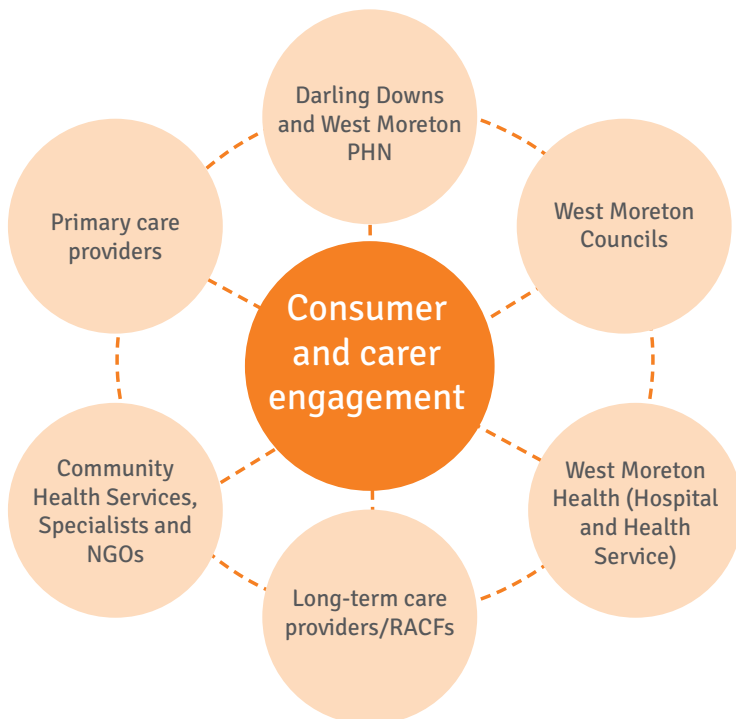 Darling Downs
and West Moreton
PHN
Primary care
providers
West Moreton
Councils
Consumer
and carer
engagement
Community
Health Services,
Specialists and
NGOs
West Moreton
Health (Hospital
and Health
Service)
Long-term care
providers/RACFs